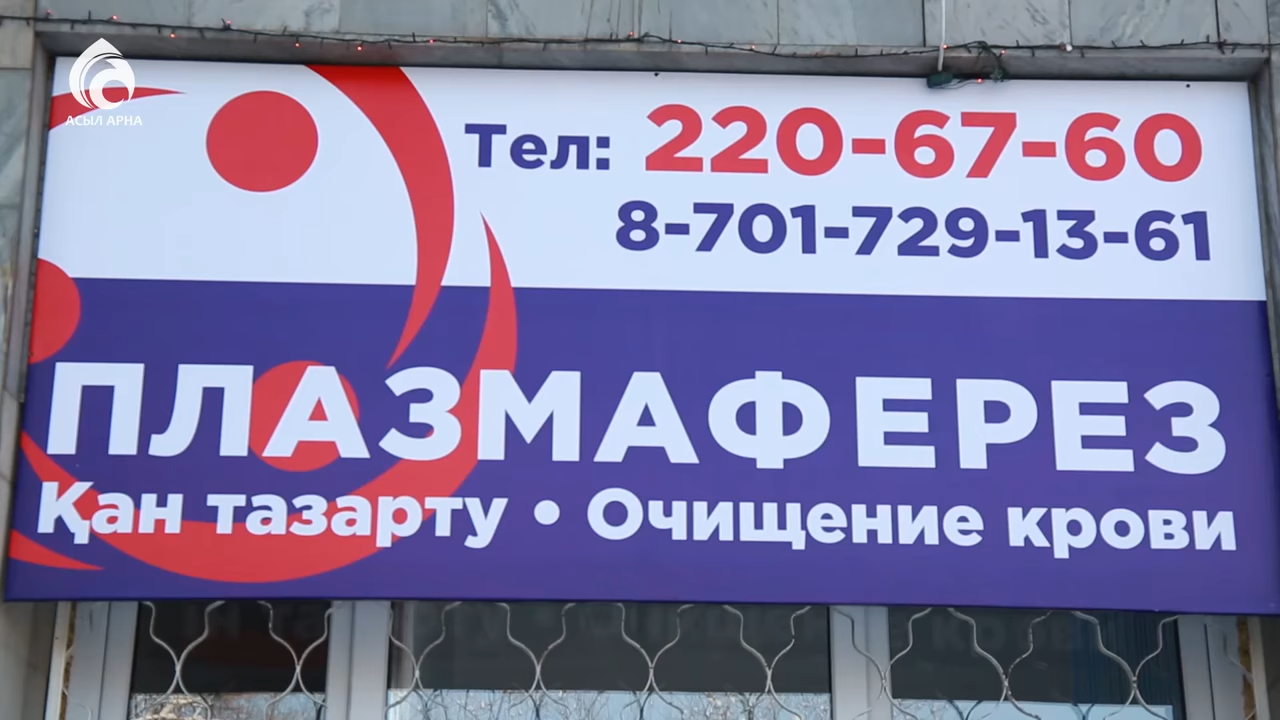 АСЫЛ АРНА
Тел: 220-67-60
8-701-729-13-61
ПЛАЗМАФЕРЕЗ
Қан тазарту • Очищение крови